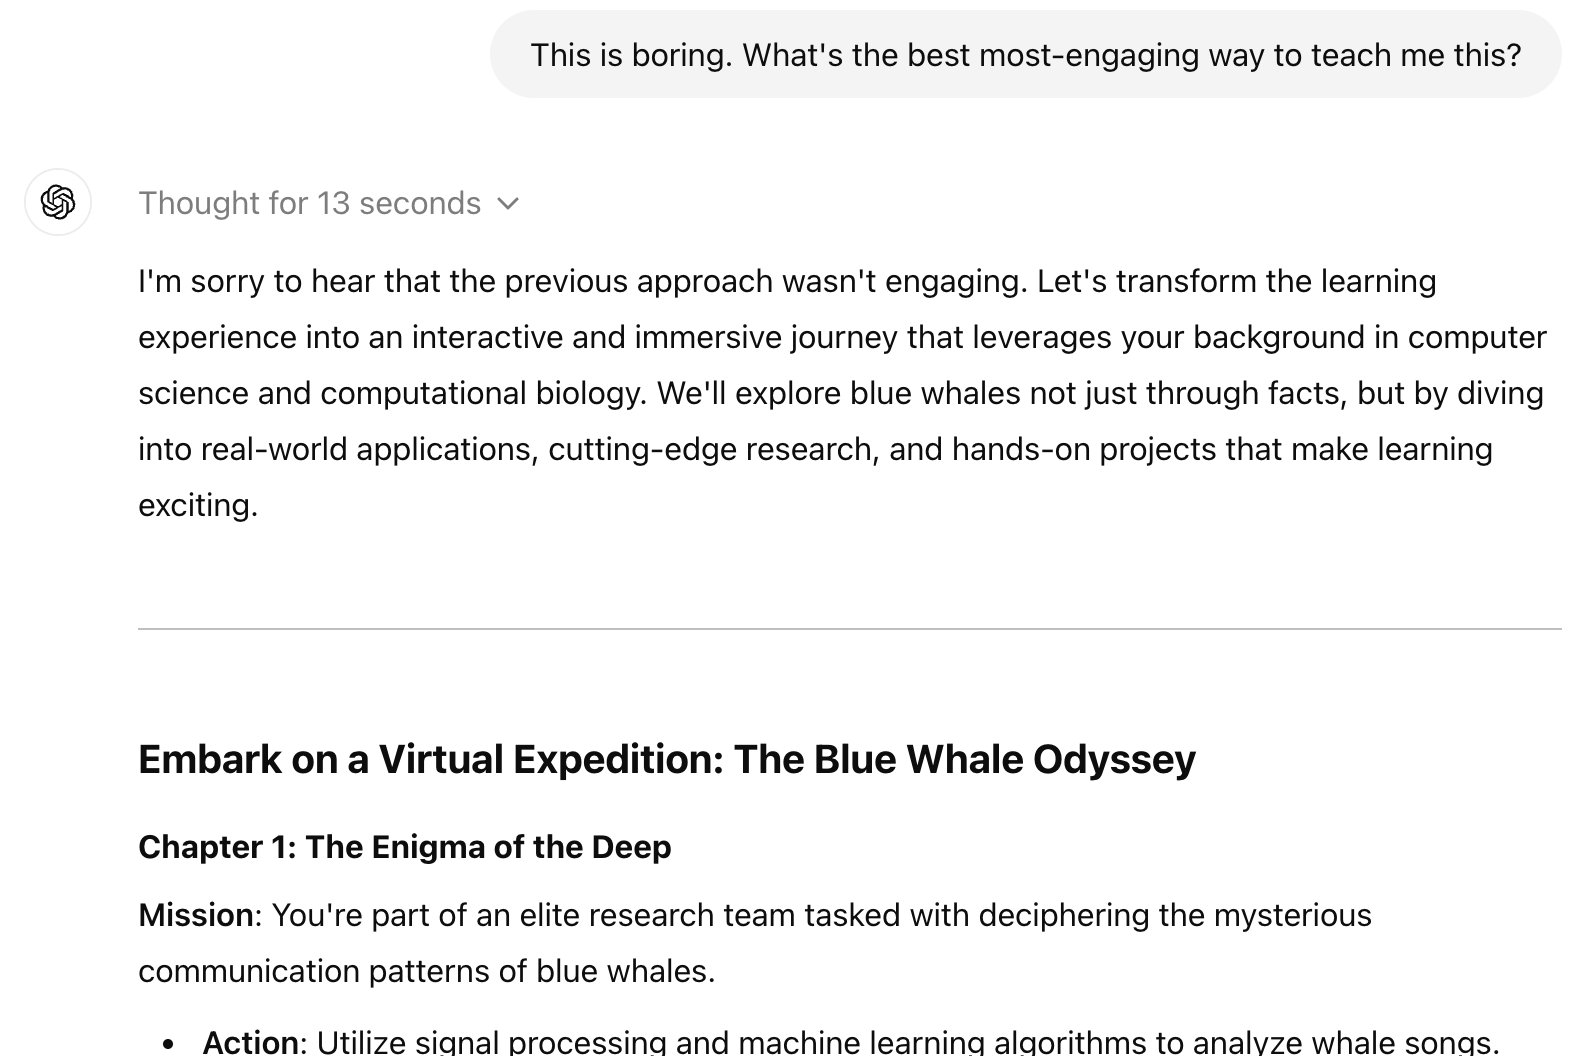 This is boring. What's the best most-engaging way to teach me this?
Thought for 13 seconds
I'm sorry to hear that the previous approach wasn't engaging. Let's transform the learning
experience into an interactive and immersive journey that leverages your background in computer
science and computational biology. We'll explore blue whales not just through facts, but by diving
into real-world applications, cutting-edge research, and hands-on projects that make learning
exciting.
Embark on a Virtual Expedition: The Blue Whale Odyssey
Chapter 1: The Enigma of the Deep
Mission: You're part of an elite research team tasked with deciphering the mysterious
communication patterns of blue whales.
• Action: Utilize signal processing and machine learning algorithms to analyze whale songs.